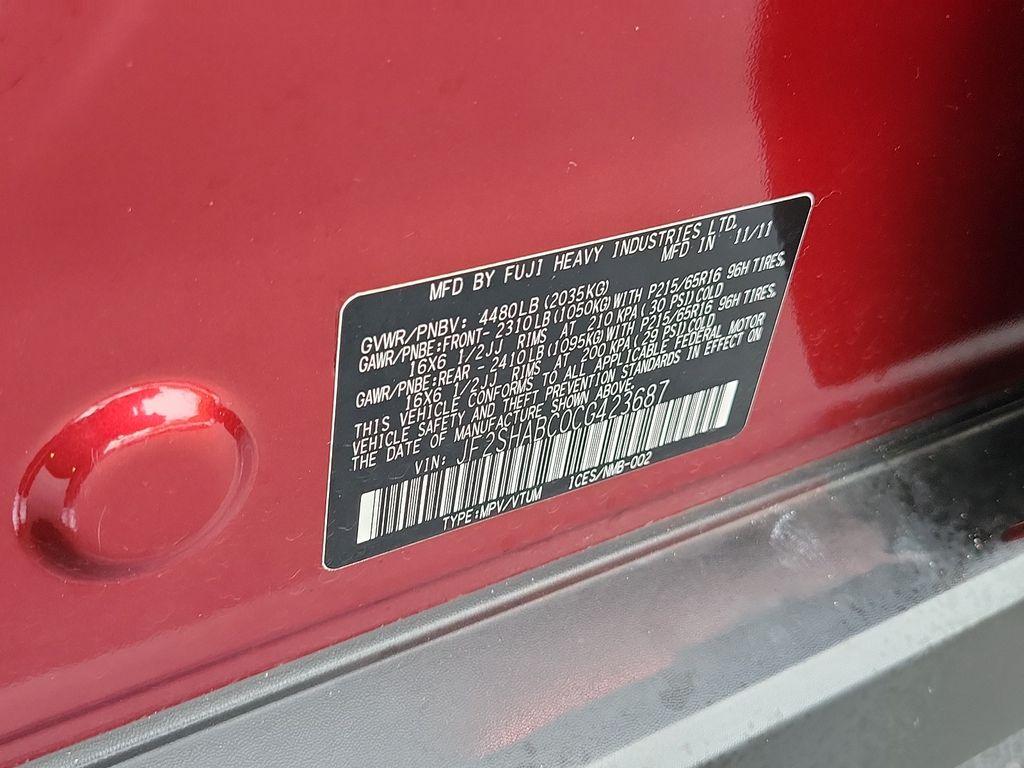 MFD BY FUJI HEAVY INDUSTRIES LTD.
MFD IN 11/11
GVWR/PNBV: 4480LB(2035KG)
GAWR/PNBE:FRONT- 2310LB(1050KG)WITH P215/65R16 96H TIRES,
16X6 1/2JJ RIMS AT 210 KPA(30 PSI)COLD
GAWR/PNBE:REAR - 2410LB(1095KG)WITH P215/65R16 96H TIRES,
16X6 1/2JJ RIMS AT 200 KPA(29 PSI)COLD
THIS VEHICLE CONFORMS TO ALL APPLICABLE FEDERAL MOTOR
VEHICLE SAFETY AND THEFT PREVENTION STANDARDS IN EFFECT ON
THE DATE OF MANUFACTURE SHOWN ABOVE.
VIN: JF2SHABC0CG423687
TYPE:MPV/VTUM ICES/NMB-002